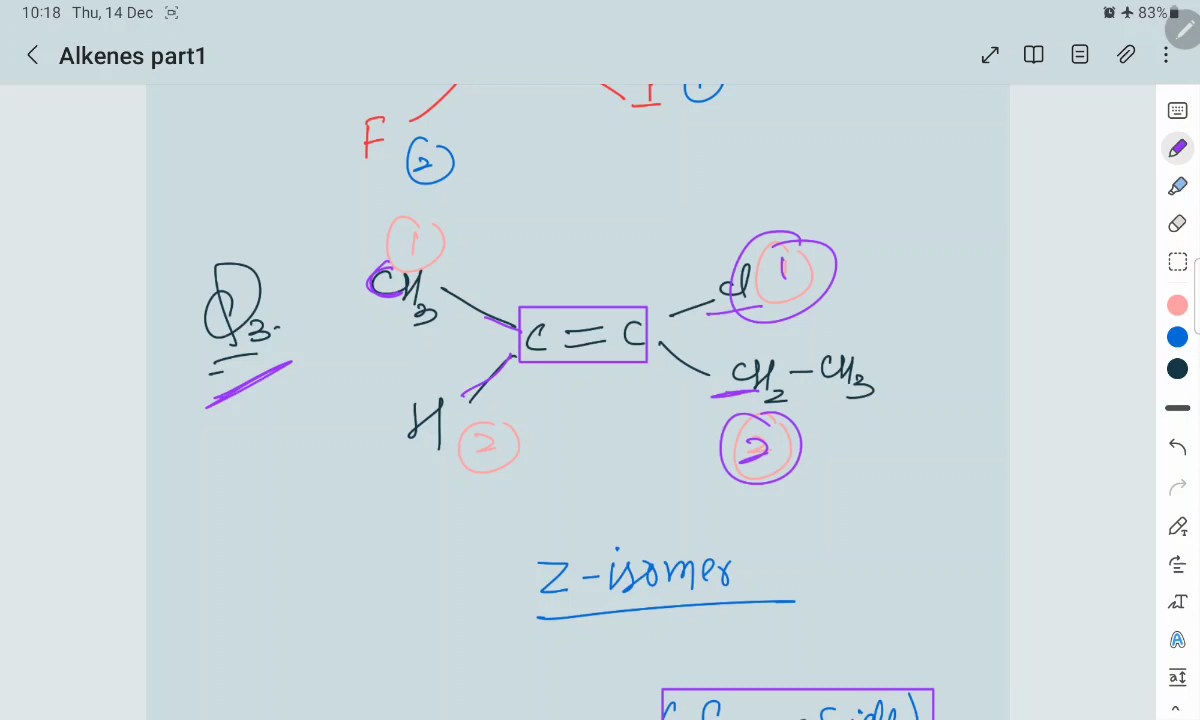 10:18 Thu, 14 Dec 83%
Alkenes part1
I 1
F 2
1
CH3 Cl 1
Q3. C = C
H CH2 - CH3
2 2
Z-isomer